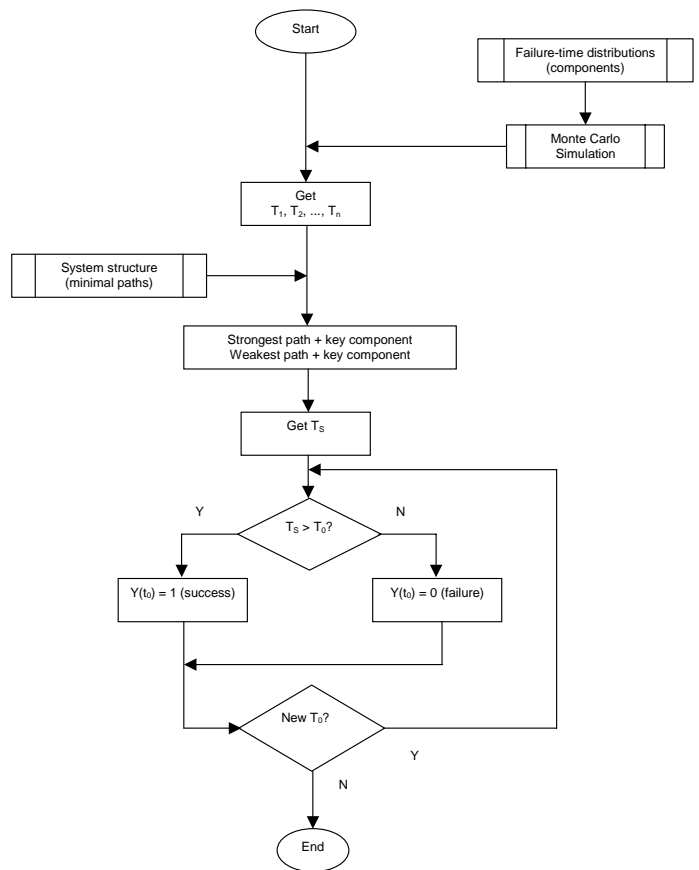 Start
Failure-time distributions
(components)
Monte Carlo
Simulation
Get
T₁, T₂, ..., Tₙ
System structure
(minimal paths)
Strongest path + key component
Weakest path + key component
Get Tₛ
Y
Tₛ > T₀?
N
Y(t₀) = 1 (success)
Y(t₀) = 0 (failure)
New T₀?
Y
N
End